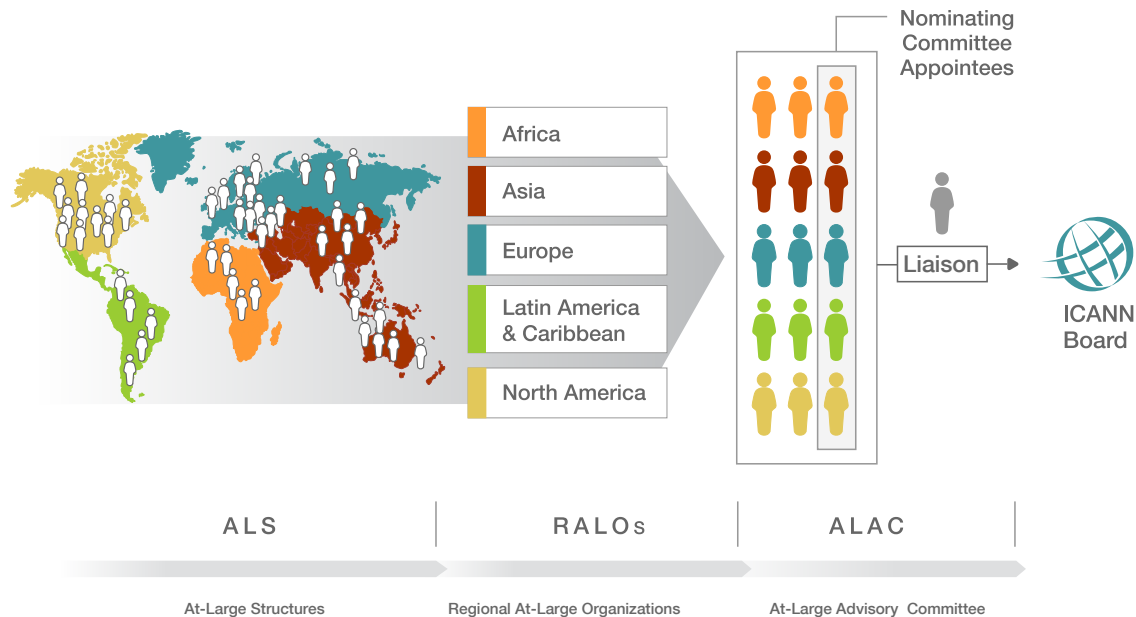 Nominating
Committee
Appointees
Africa
Asia
Europe
Latin America
& Caribbean
North America
Liaison
ICANN
Board
ALS
RALOs
ALAC
At-Large Structures
Regional At-Large Organizations
At-Large Advisory Committee